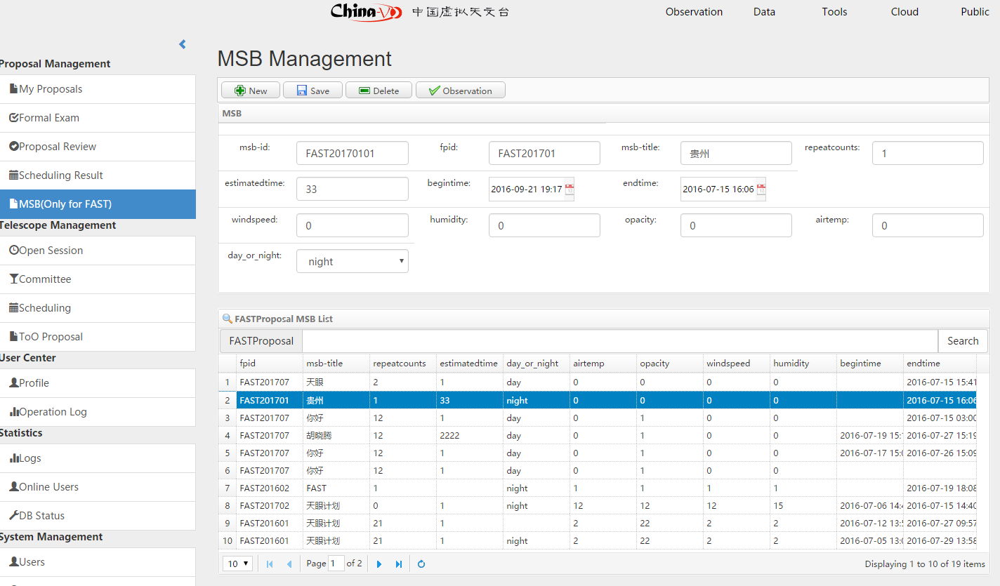 China-VO 中国虚拟天文台 Observation Data Tools Cloud Public
Proposal Management
My Proposals
Formal Exam
Proposal Review
Scheduling Result
MSB(Only for FAST)
Telescope Management
Open Session
Committee
Scheduling
ToO Proposal
User Center
Profile
Operation Log
Statistics
Logs
Online Users
DB Status
System Management
Users
MSB Management
New Save Delete Observation
MSB
msb-id: FAST20170101 fpid: FAST201701 msb-title: 贵州 repeatcounts: 1
estimatedtime: 33 begintime: 2016-09-21 19:17 endtime: 2016-07-15 16:06
windspeed: 0 humidity: 0 opacity: 0 airtemp: 0
day_or_night: night
FASTProposal MSB List
FASTProposal Search
fpid msb-title repeatcounts estimatedtime day_or_night airtemp opacity windspeed humidity begintime endtime
1 FAST201707 天眼 2 1 day 0 0 0 0 2016-07-15 15:41
2 FAST201701 贵州 1 33 night 0 0 0 0 2016-07-15 16:06
3 FAST201707 你好 12 1 day 0 1 0 0 2016-07-15 03:00
4 FAST201707 胡晓腾 12 2222 day 0 1 0 0 2016-07-19 15: 2016-07-27 15:19
5 FAST201707 你好 12 1 day 0 1 0 0 2016-07-17 15:0 2016-07-26 15:09
6 FAST201707 你好 12 1 day 0 1 0 0
7 FAST201602 FAST 1 night 1 1 1 1 2016-07-19 18:08
8 FAST201702 天眼计划 0 1 night 12 12 12 15 2016-07-06 14:4 2016-07-15 14:40
9 FAST201601 天眼计划 21 1 2 22 2 2 2016-07-12 13:5 2016-07-27 09:57
10 FAST201601 天眼计划 21 1 night 2 22 2 2 2016-07-05 13:0 2016-07-29 13:58
10 Page 1 of 2 Displaying 1 to 10 of 19 items